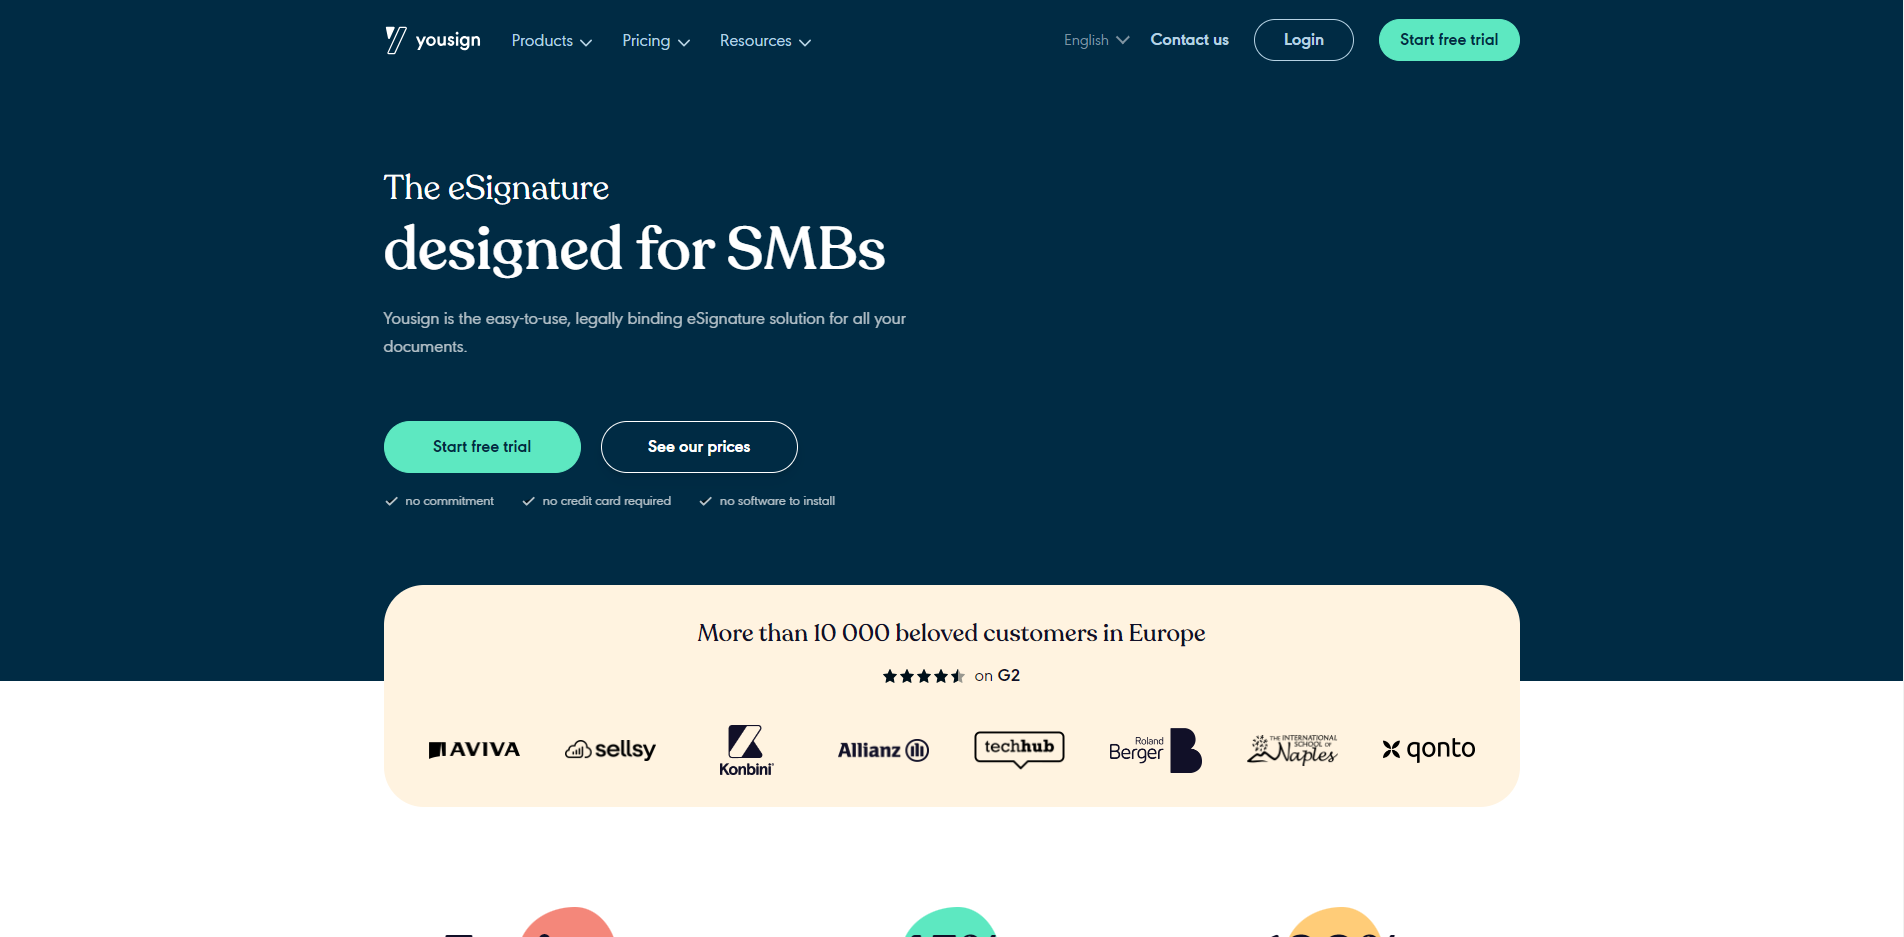 yousign
Products
Pricing
Resources
English
Contact us
Login
Start free trial
The eSignature
designed for SMBs
Yousign is the easy-to-use, legally binding eSignature solution for all your
documents.
Start free trial
See our prices
no commitment
no credit card required
no software to install
More than 10 000 beloved customers in Europe
on G2
AVIVA
sellsy
Konbini
Allianz
techhub
Roland
Berger
THE INTERNATIONAL
SCHOOL OF
Naples
qonto